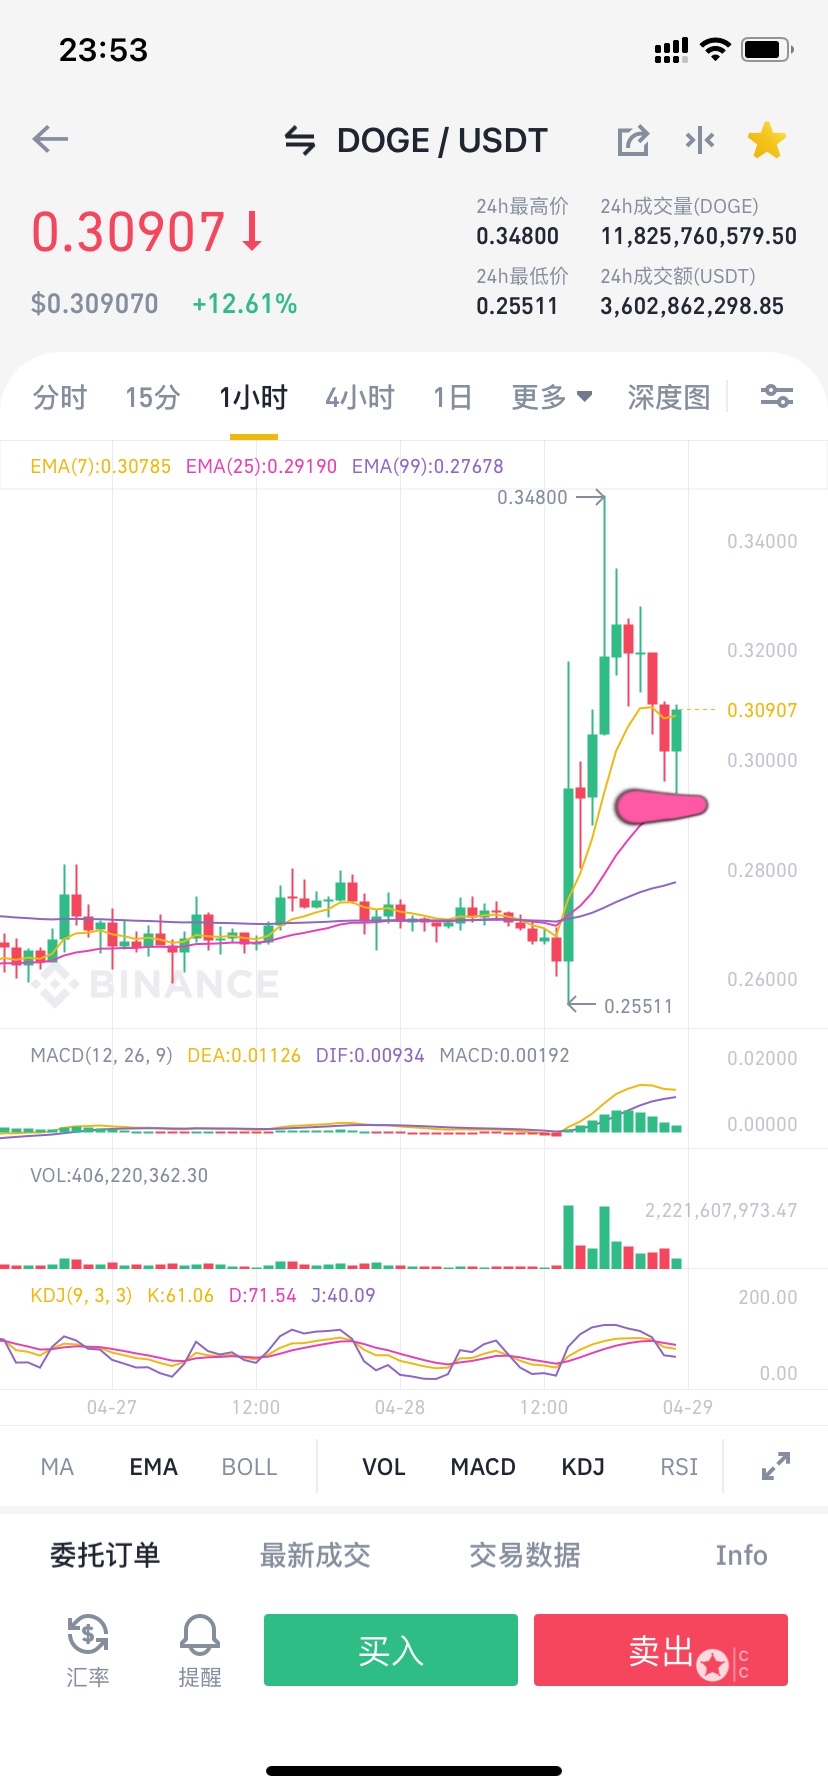 23:53
DOGE / USDT
0.30907
$0.309070 +12.61%
24h最高价 24h成交量(DOGE)
0.34800 11,825,760,579.50
24h最低价 24h成交额(USDT)
0.25511 3,602,862,298.85
分时 15分 1小时 4小时 1日 更多 深度图
EMA(7):0.30785 EMA(25):0.29190 EMA(99):0.27678
0.34800
0.34000
0.32000
0.30907
0.30000
0.28000
0.26000
BINANCE
0.25511
MACD(12, 26, 9) DEA:0.01126 DIF:0.00934 MACD:0.00192
0.02000
0.00000
VOL:406,220,362.30
2,221,607,973.47
KDJ(9, 3, 3) K:61.06 D:71.54 J:40.09
200.00
0.00
04-27 12:00 04-28 12:00 04-29
MA EMA BOLL VOL MACD KDJ RSI
委托订单 最新成交 交易数据 Info
汇率 提醒 买入 卖出
C
C